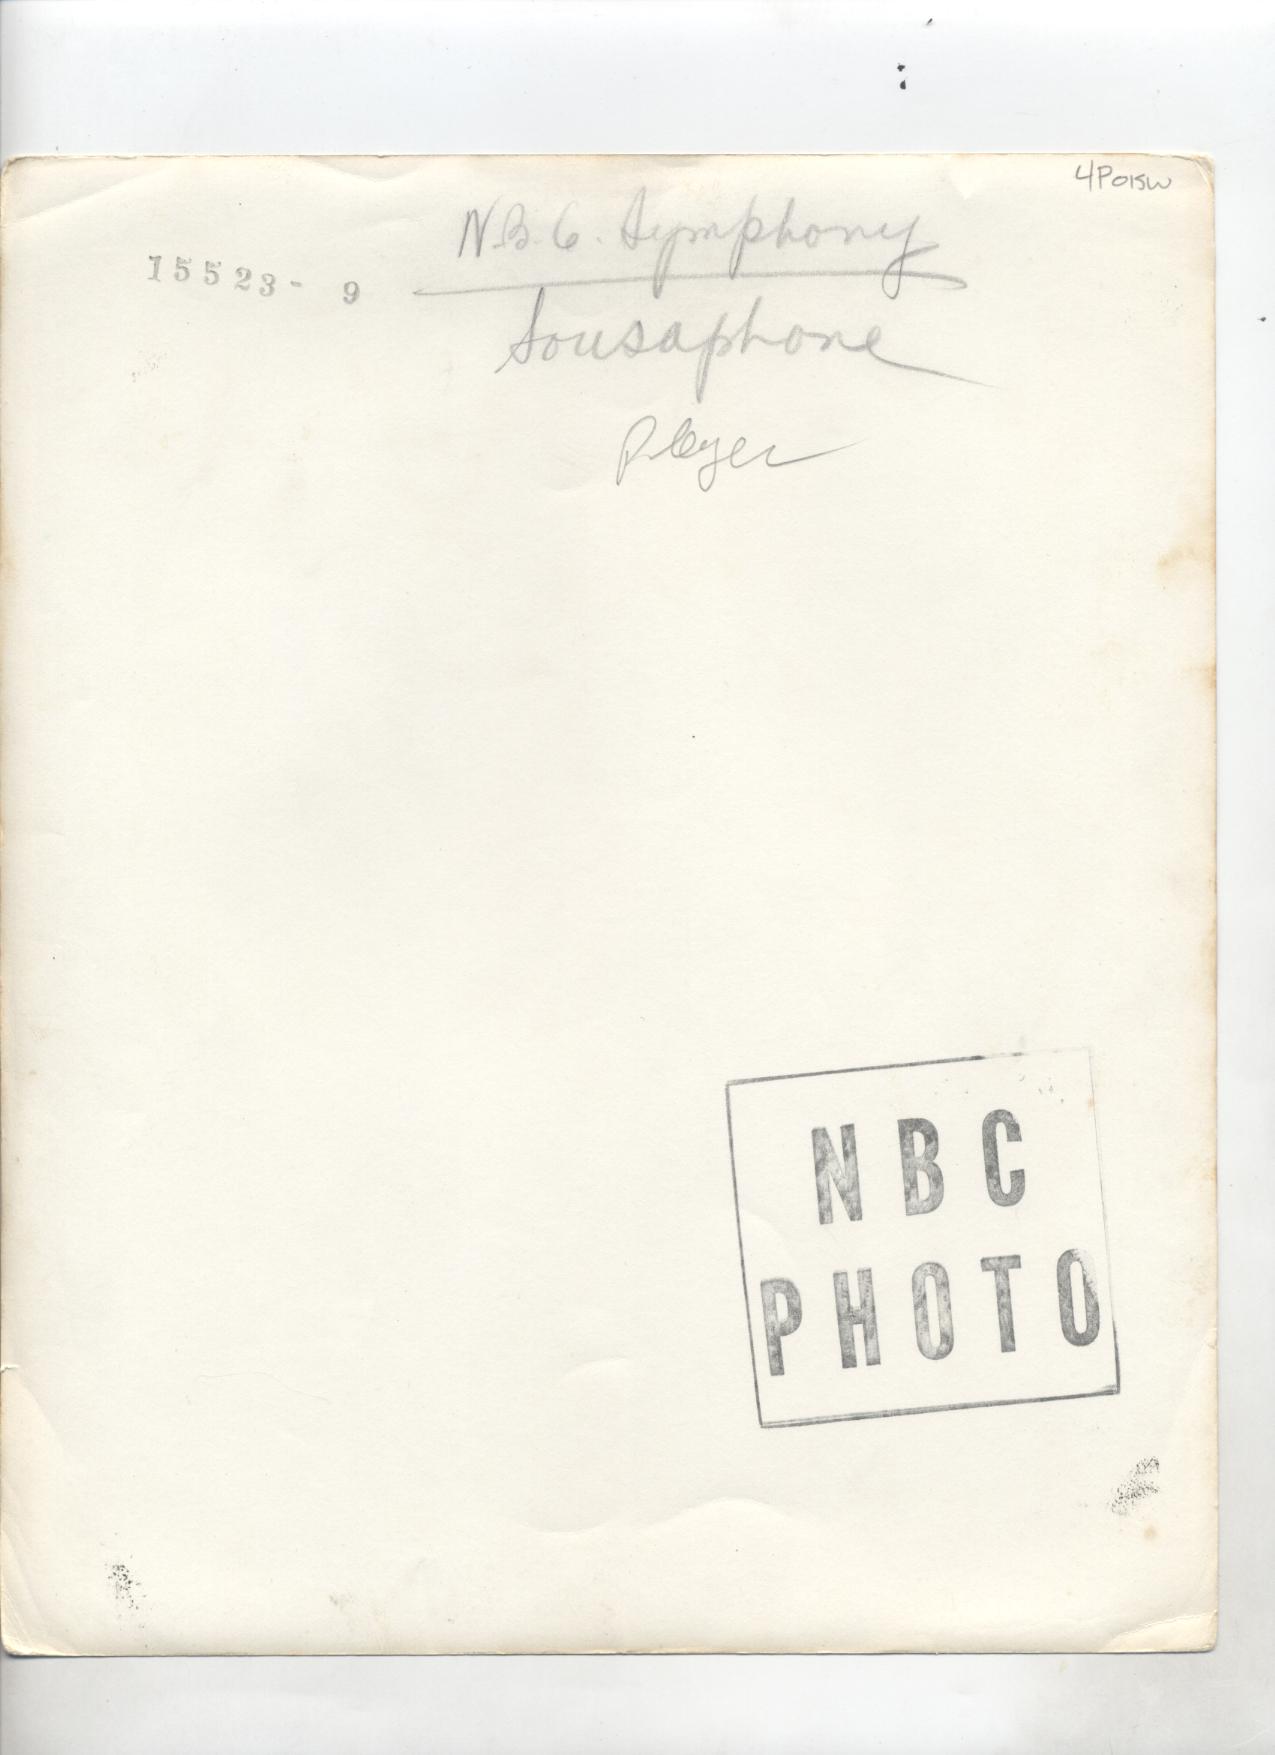 4P015W
N.B.C. Symphony
15523- 9
Sousaphone
Player
NBC
PHOTO